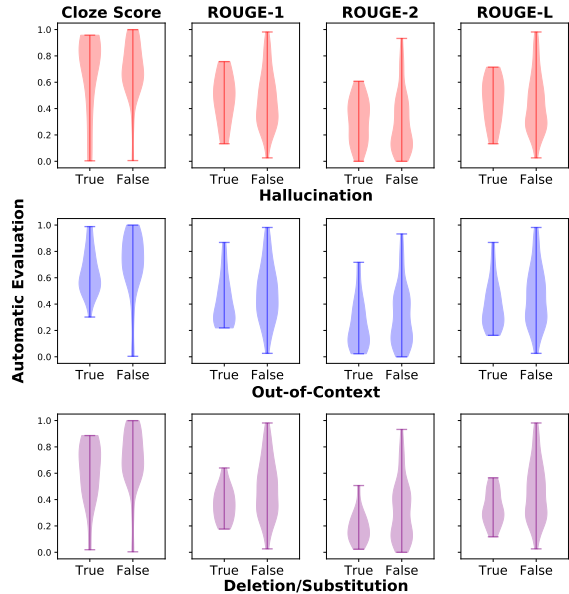 Cloze Score ROUGE-1 ROUGE-2 ROUGE-L
1.0
0.8
0.6
0.4
0.2
0.0
True False True False True False True False
Hallucination
Automatic Evaluation
1.0
0.8
0.6
0.4
0.2
0.0
True False True False True False True False
Out-of-Context
1.0
0.8
0.6
0.4
0.2
0.0
True False True False True False True False
Deletion/Substitution